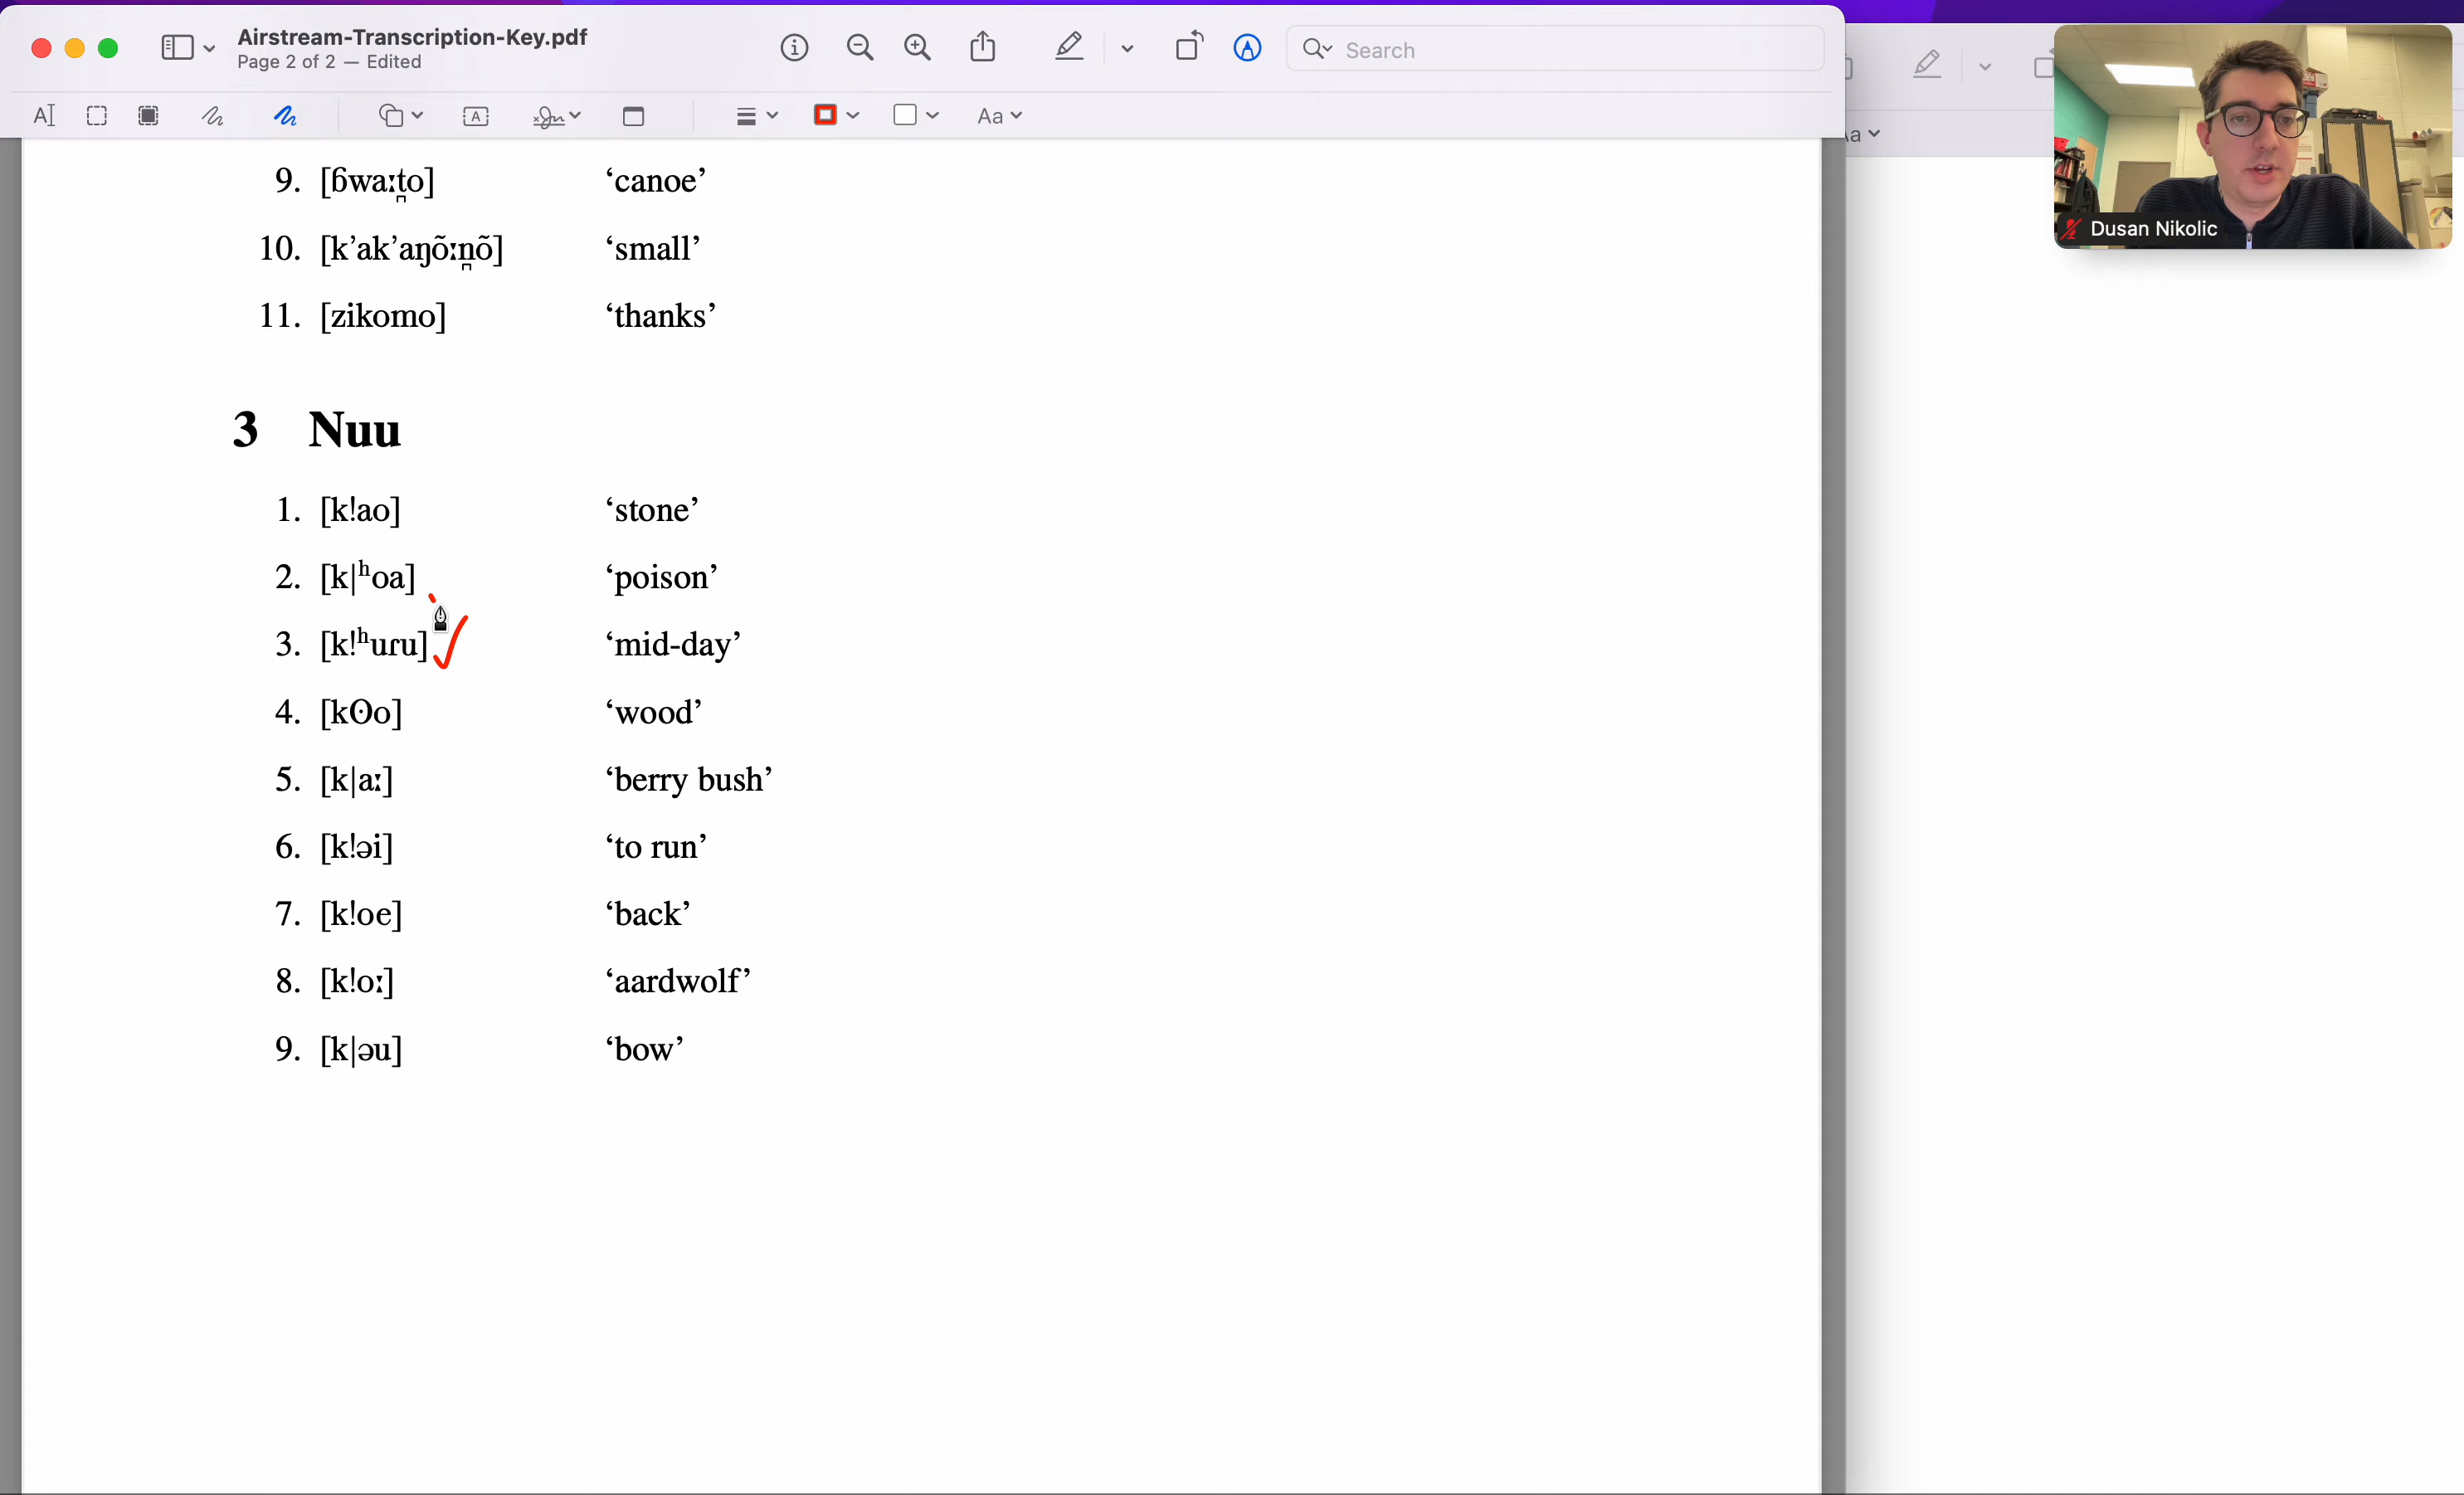 Airstream-Transcription-Key.pdf
Page 2 of 2 — Edited
Search
Aa
Dusan Nikolic
9. [ɓwaːt̪o] ‘canoe’
10. [k’ak’aŋõːn̪õ] ‘small’
11. [zikomo] ‘thanks’
3 Nuu
1. [k!ao] ‘stone’
2. [k|ʰoa] ‘poison’
3. [k!ʰuɾu] ‘mid-day’
4. [kʘo] ‘wood’
5. [k|aː] ‘berry bush’
6. [k!əi] ‘to run’
7. [k!oe] ‘back’
8. [k!oː] ‘aardwolf’
9. [k|əu] ‘bow’